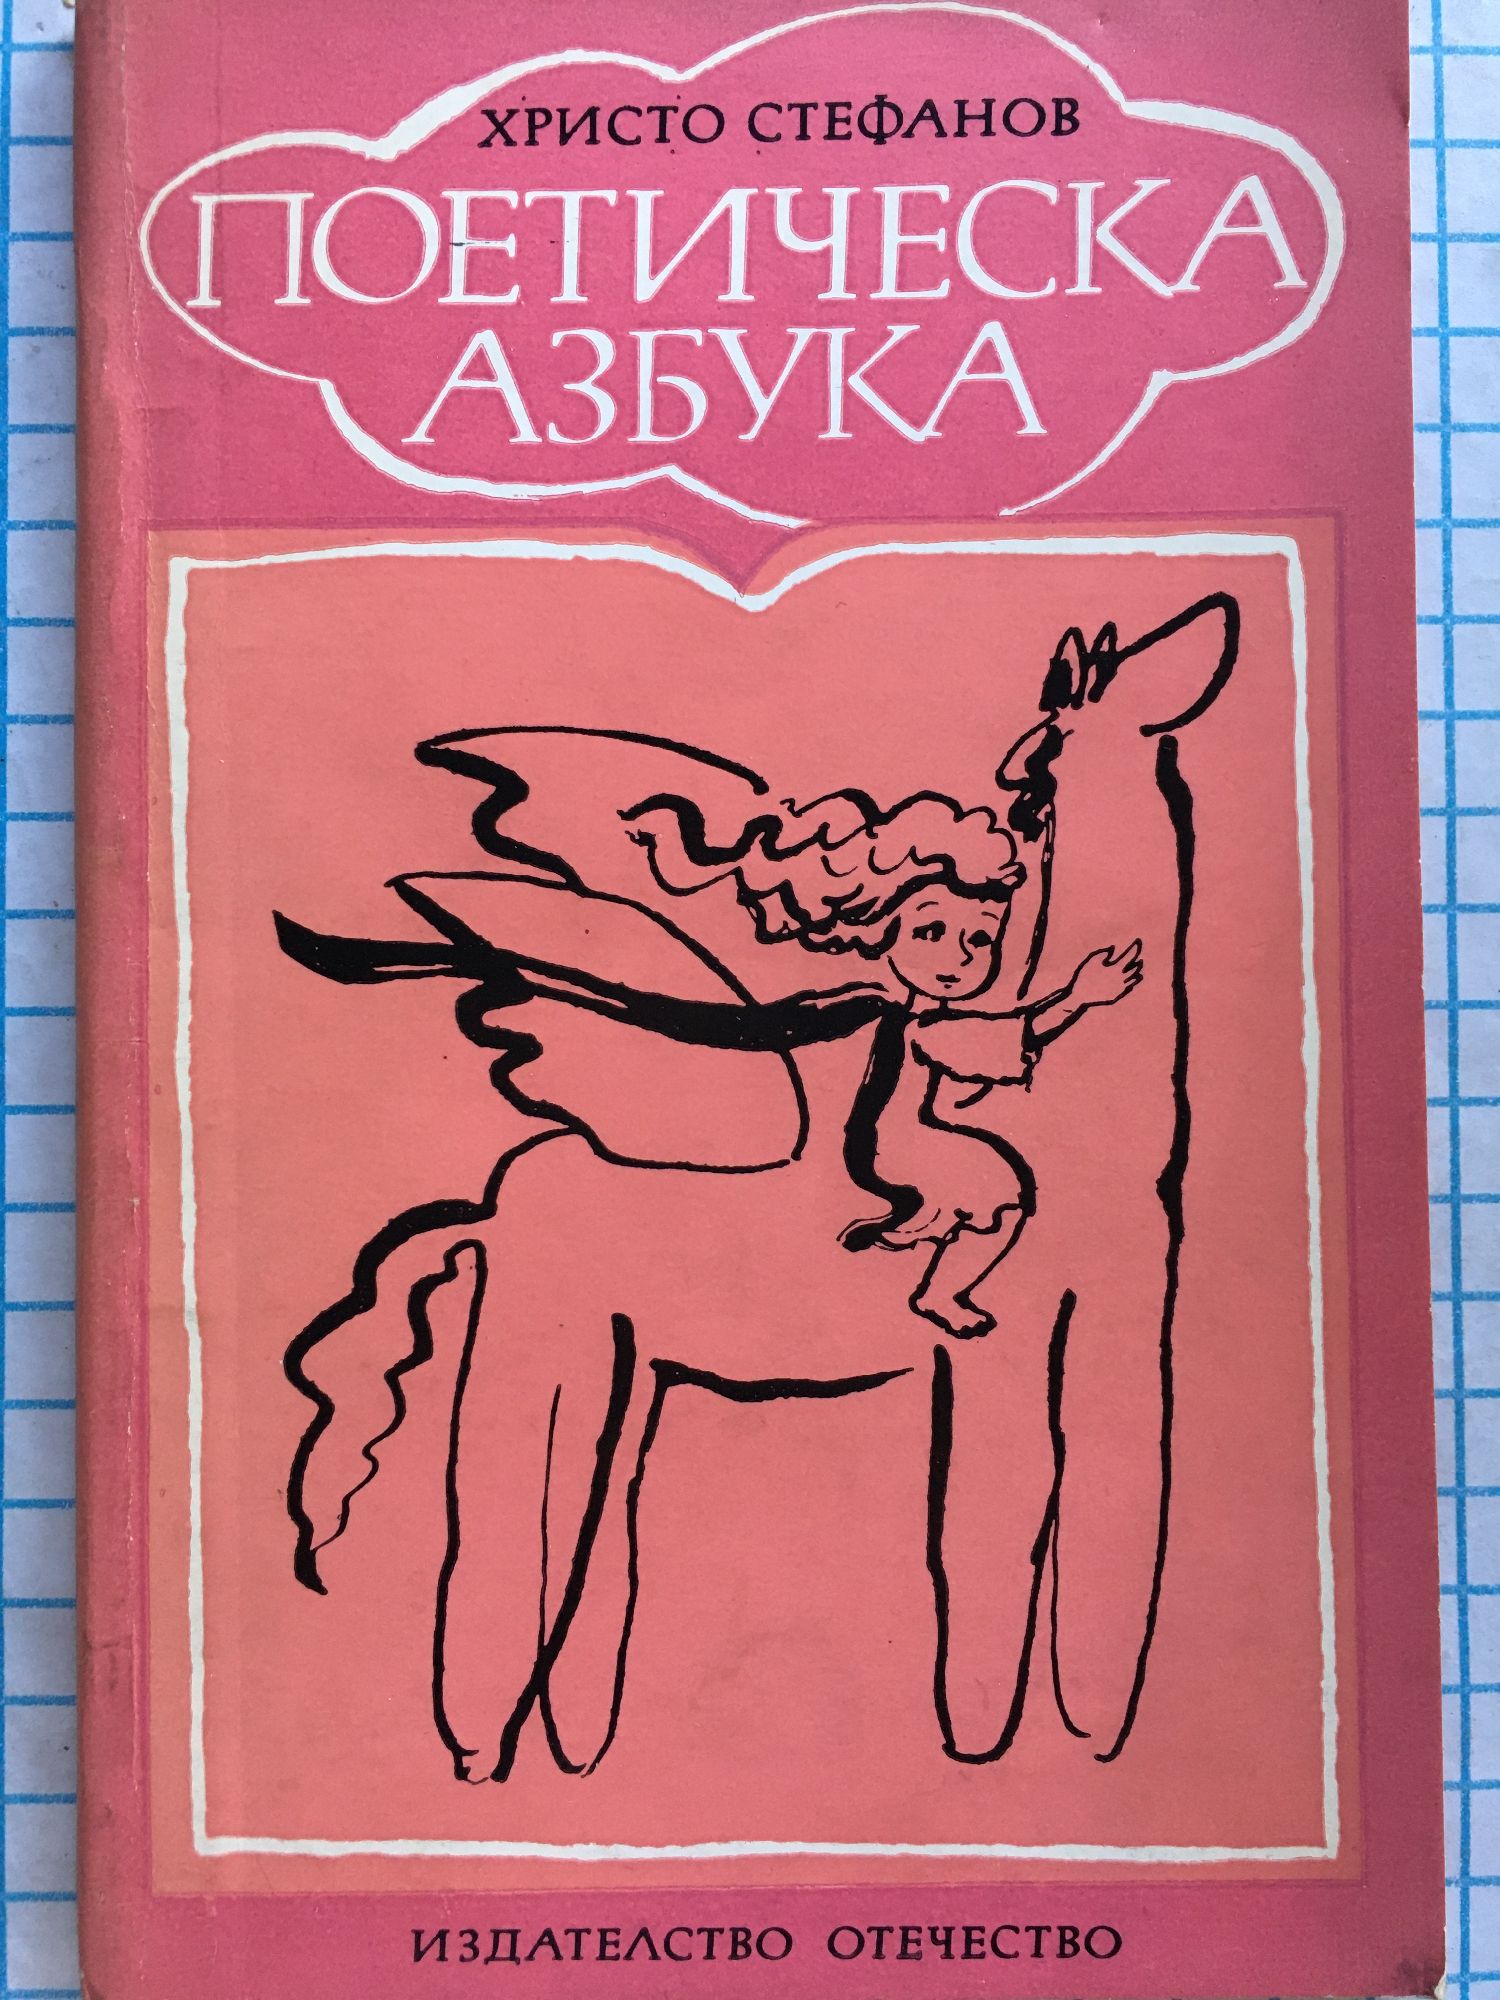 ХРИСТО СТЕФАНОВ
ПОЕТИЧЕСКА
АЗБУКА
ИЗДАТЕЛСТВО ОТЕЧЕСТВО